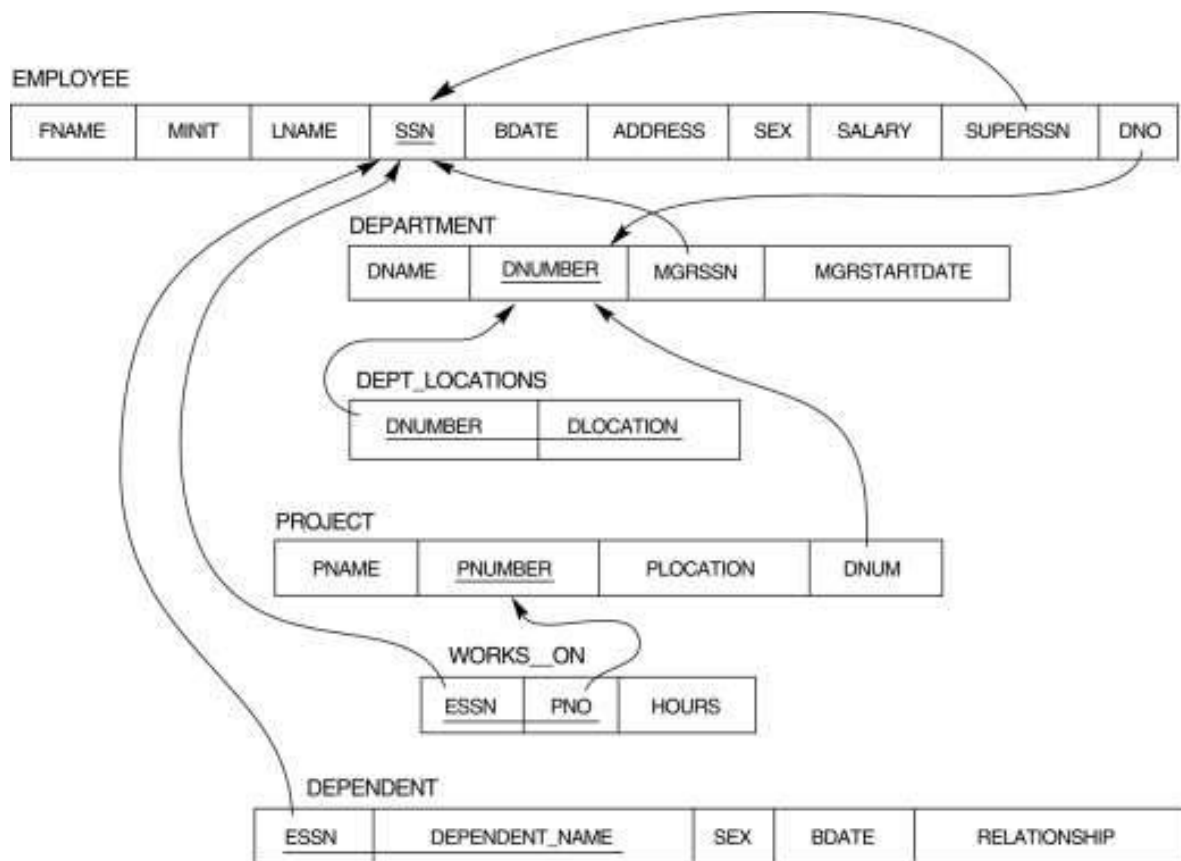 EMPLOYEE
FNAME MINIT LNAME SSN BDATE ADDRESS SEX SALARY SUPERSSN DNO
DEPARTMENT
DNAME DNUMBER MGRSSN MGRSTARTDATE
DEPT_LOCATIONS
DNUMBER DLOCATION
PROJECT
PNAME PNUMBER PLOCATION DNUM
WORKS__ON
ESSN PNO HOURS
DEPENDENT
ESSN DEPENDENT_NAME SEX BDATE RELATIONSHIP